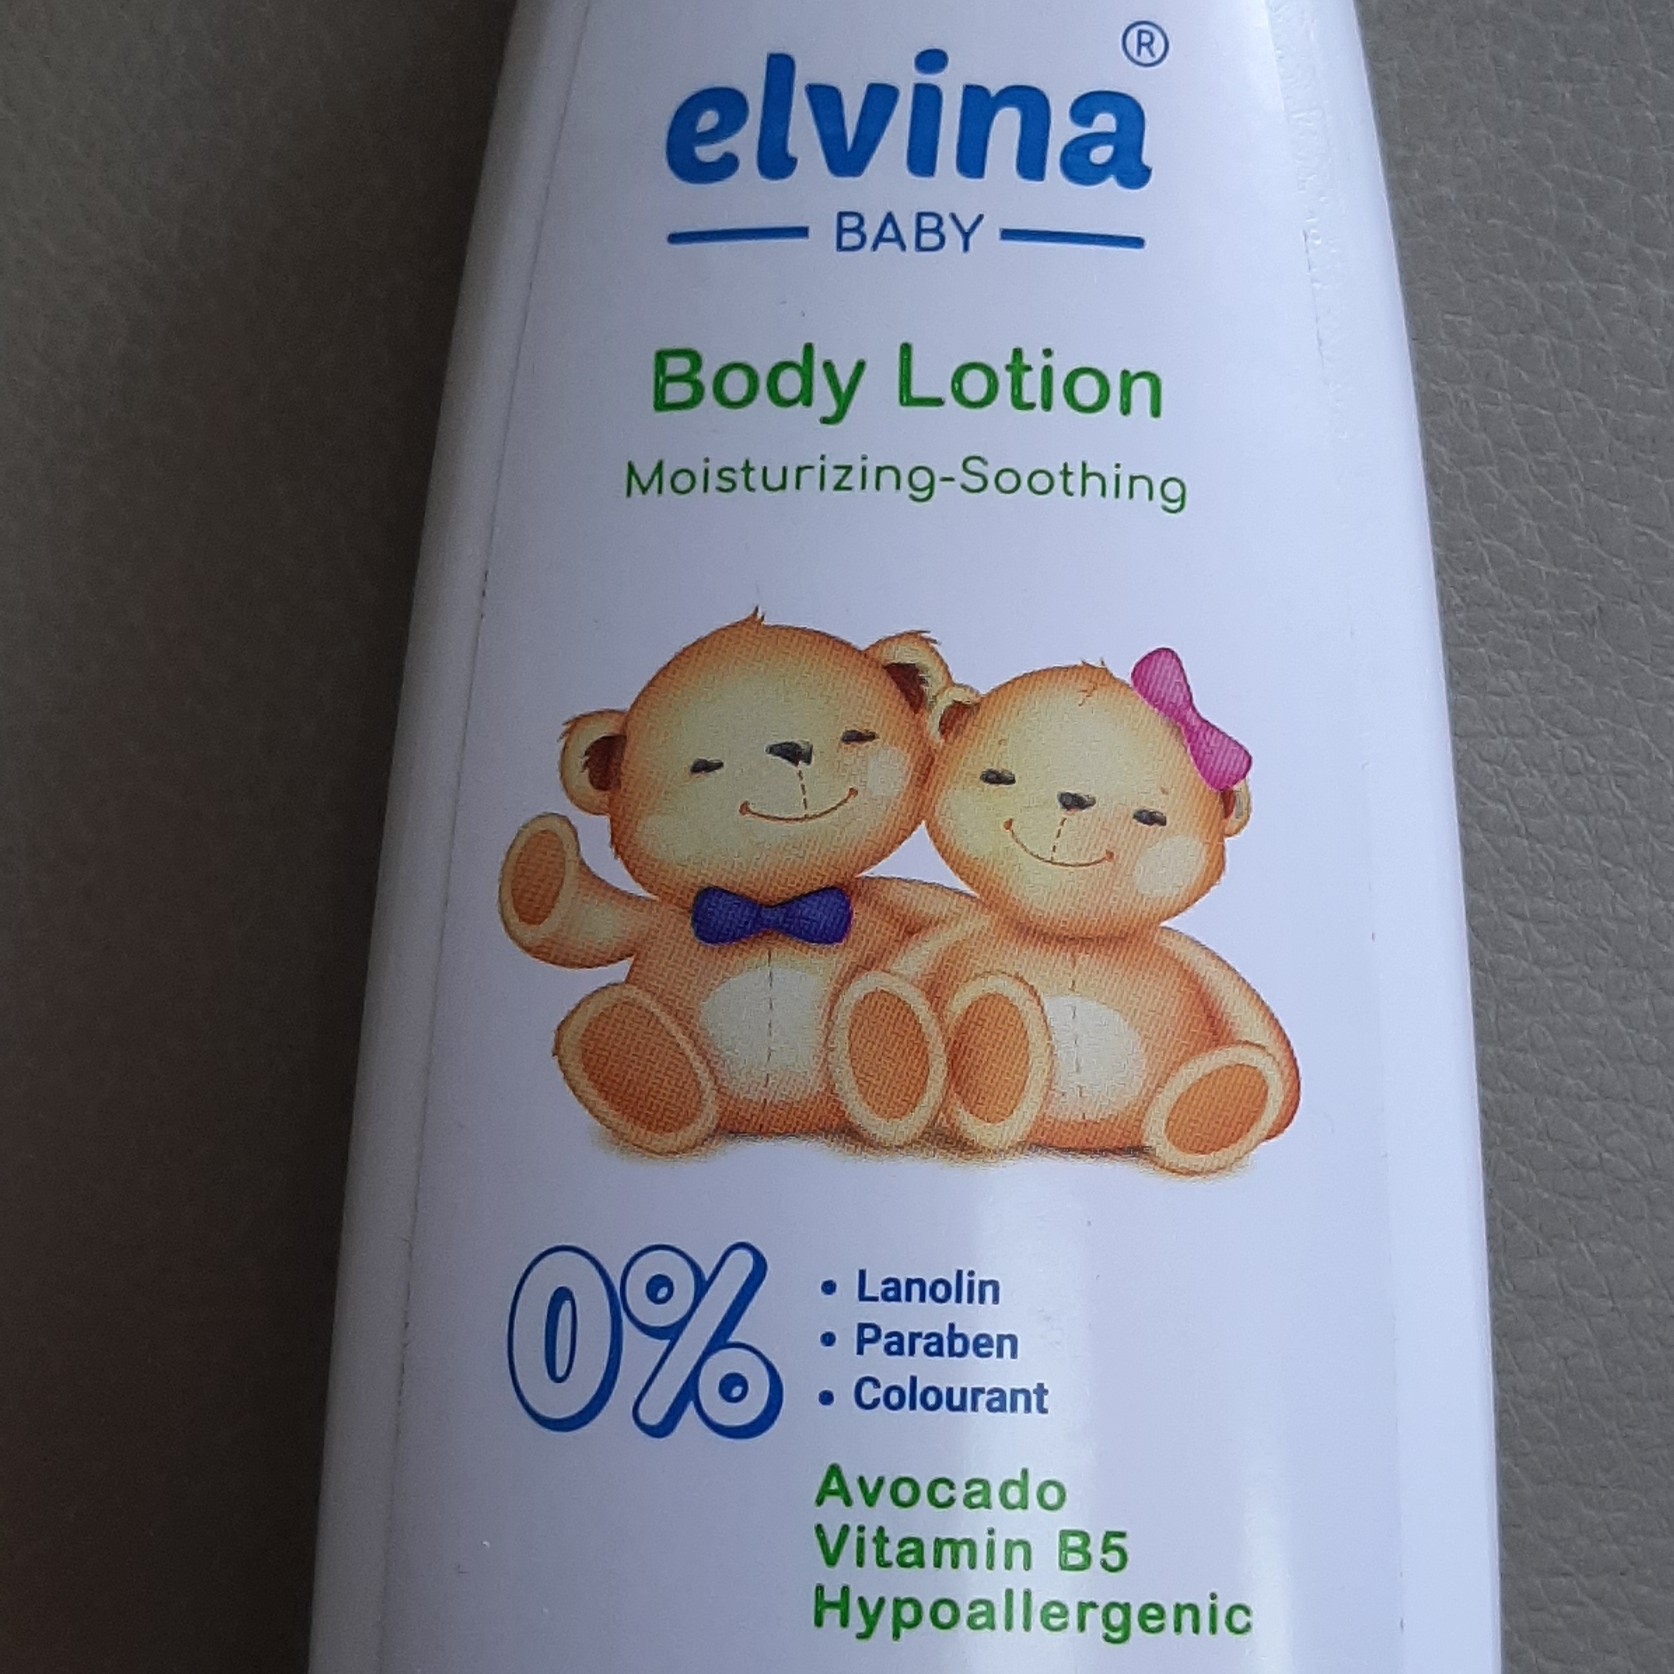 elvina®
BABY
Body Lotion
Moisturizing-Soothing
0%
• Lanolin
• Paraben
• Colourant
Avocado
Vitamin B5
Hypoallergenic